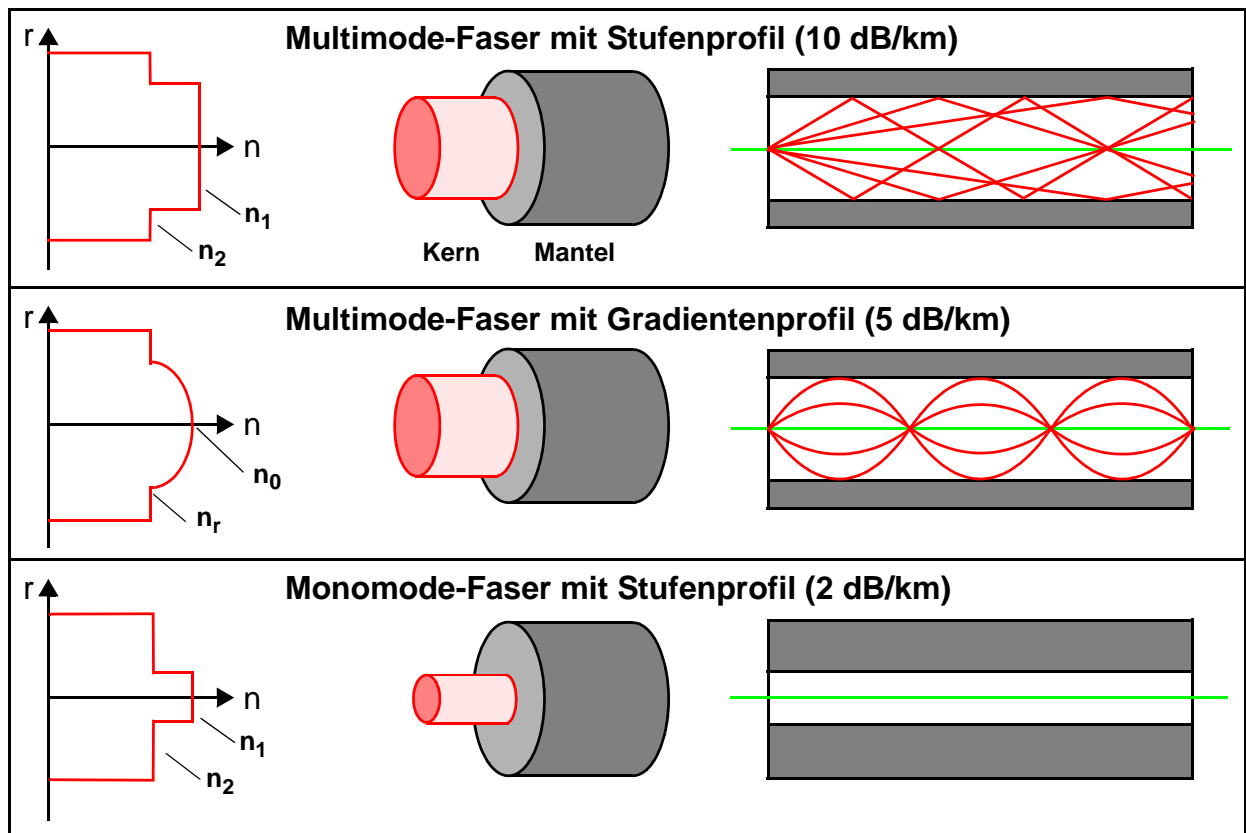 Multimode-Faser mit Stufenprofil (10 dB/km)
r
n
n1
n2
Kern Mantel
Multimode-Faser mit Gradientenprofil (5 dB/km)
r
n
n0
nr
Monomode-Faser mit Stufenprofil (2 dB/km)
r
n
n1
n2